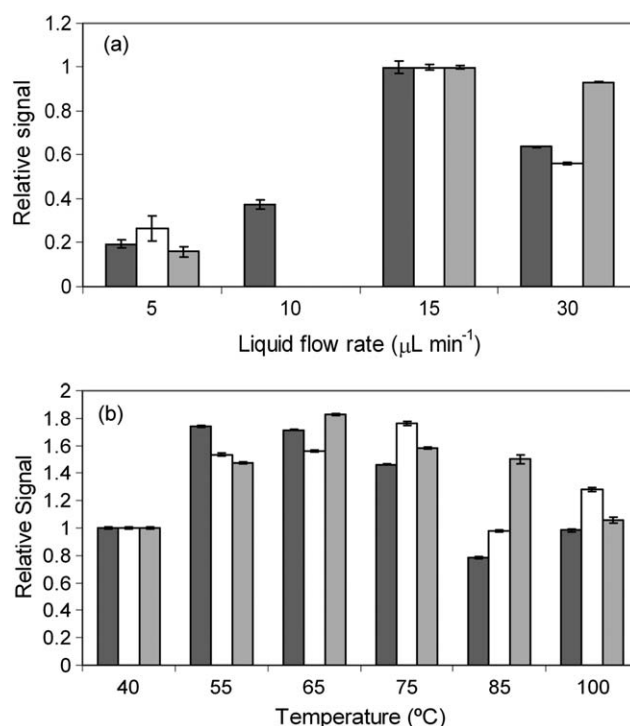 (a)
Relative signal
1.2
1
0.8
0.6
0.4
0.2
0
5 10 15 30
Liquid flow rate (μL min⁻¹)
(b)
Relative Signal
2
1.8
1.6
1.4
1.2
1
0.8
0.6
0.4
0.2
0
40 55 65 75 85 100
Temperature (ºC)